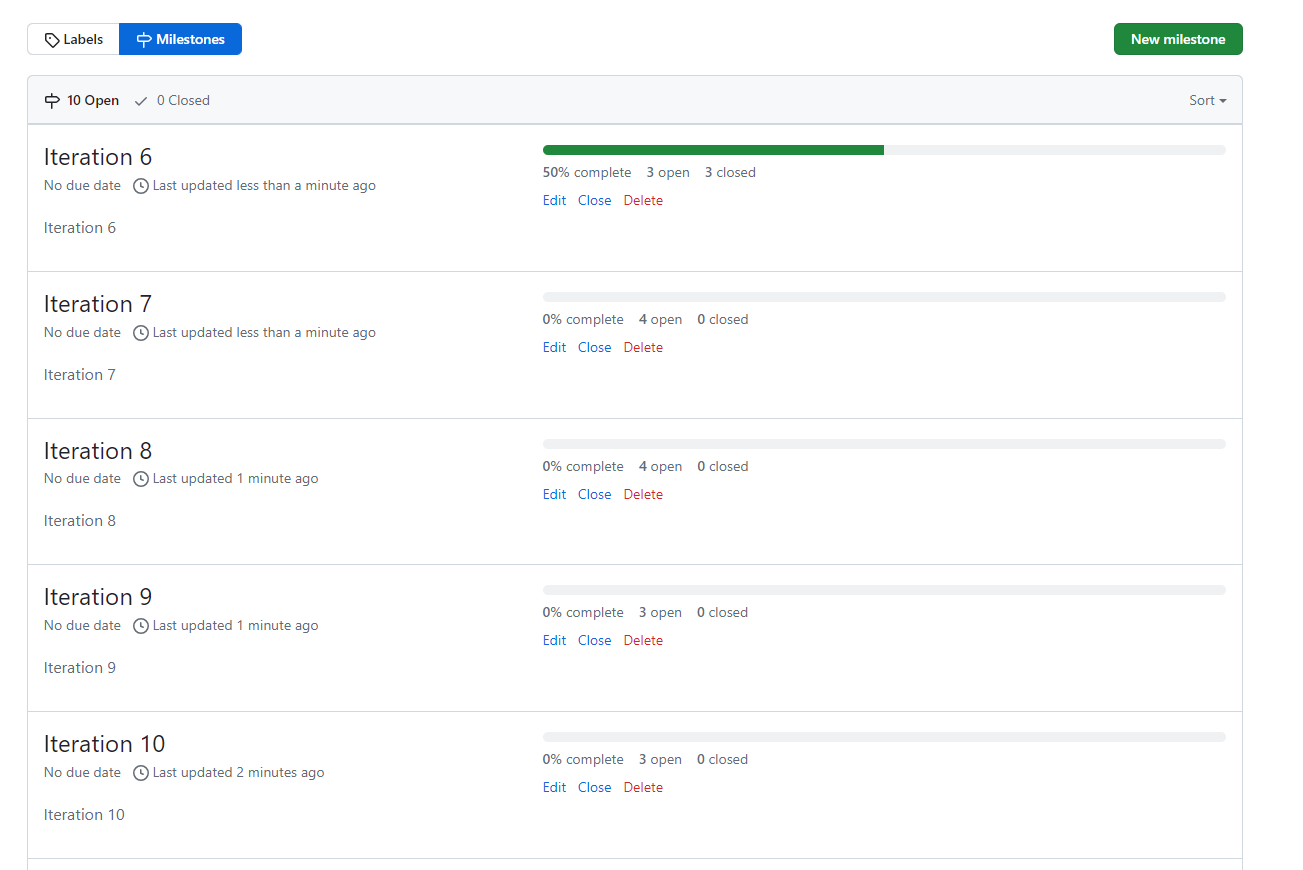 Labels Milestones New milestone
10 Open 0 Closed Sort
Iteration 6
No due date Last updated less than a minute ago
Iteration 6
50% complete 3 open 3 closed
Edit Close Delete
Iteration 7
No due date Last updated less than a minute ago
Iteration 7
0% complete 4 open 0 closed
Edit Close Delete
Iteration 8
No due date Last updated 1 minute ago
Iteration 8
0% complete 4 open 0 closed
Edit Close Delete
Iteration 9
No due date Last updated 1 minute ago
Iteration 9
0% complete 3 open 0 closed
Edit Close Delete
Iteration 10
No due date Last updated 2 minutes ago
Iteration 10
0% complete 3 open 0 closed
Edit Close Delete